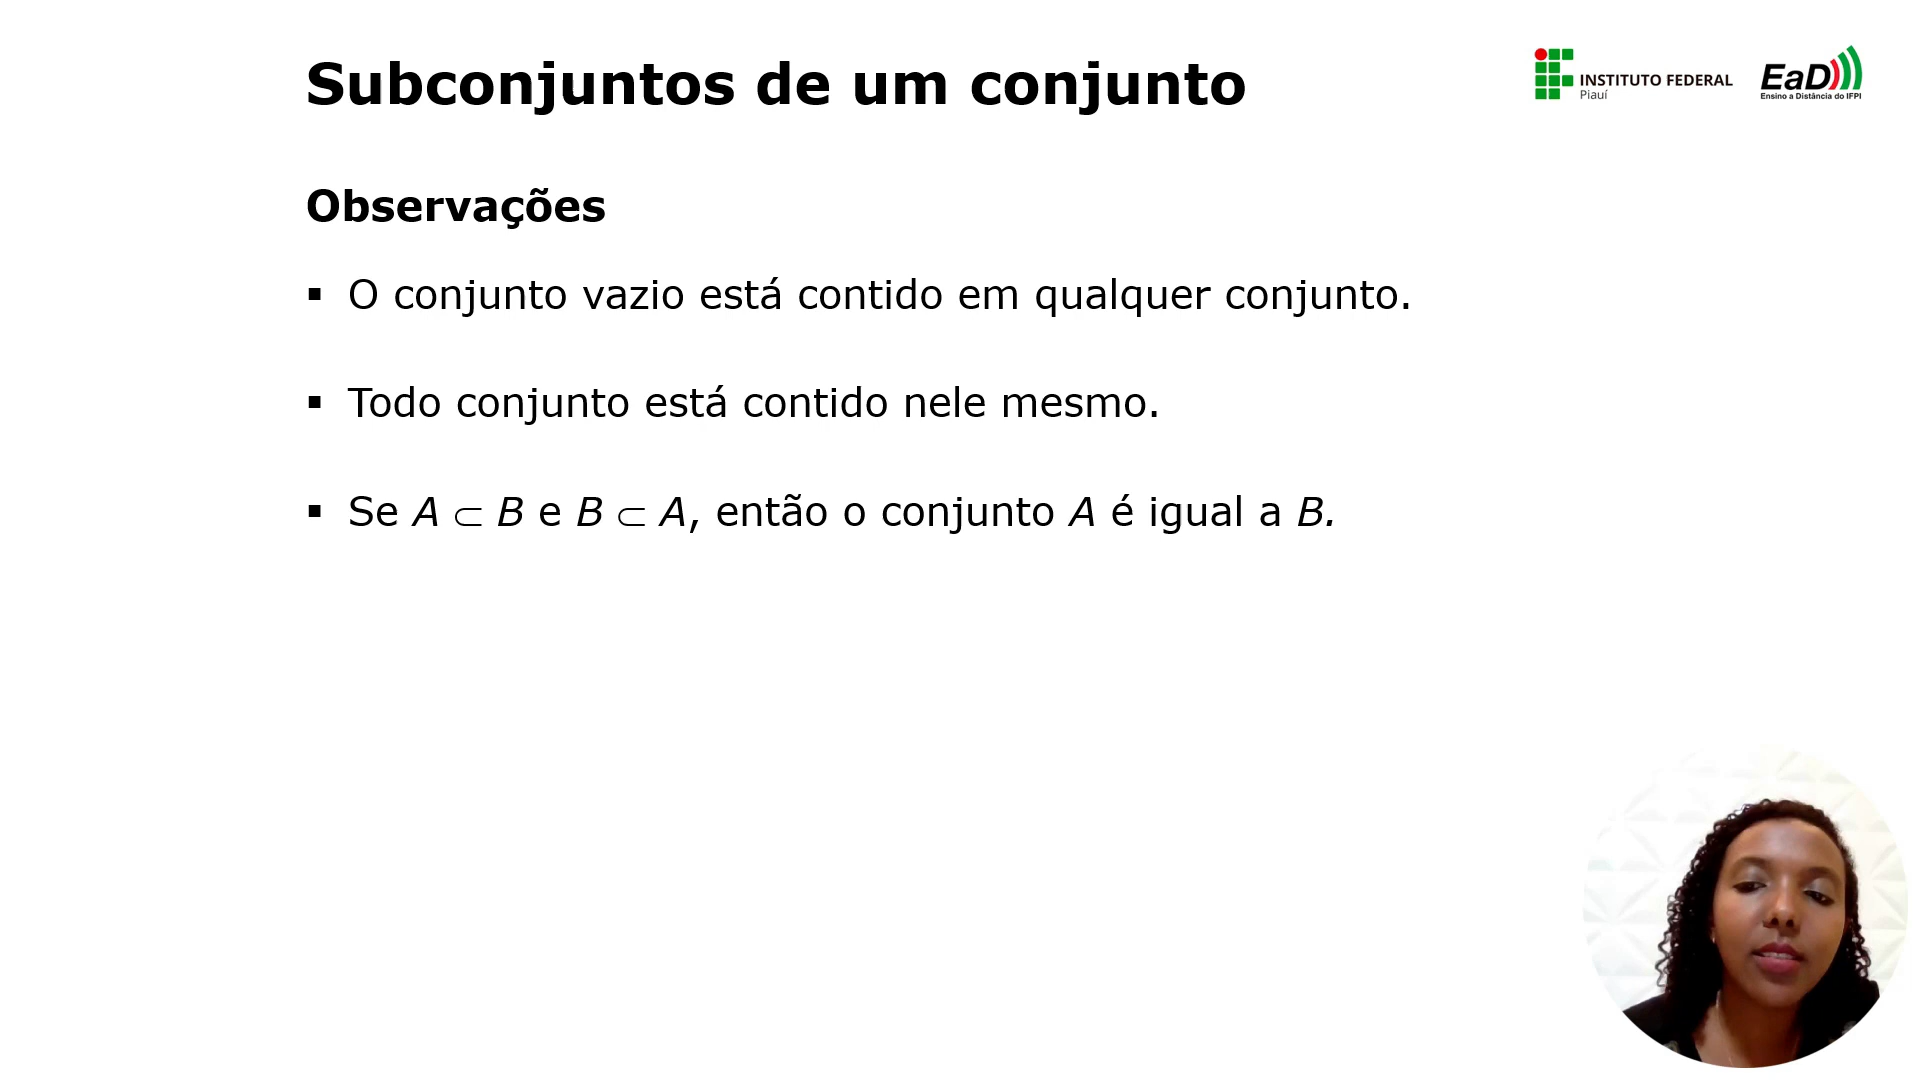 Subconjuntos de um conjunto
INSTITUTO FEDERAL
Piauí
EaD
Ensino a Distância do IFPI
Observações
▪ O conjunto vazio está contido em qualquer conjunto.
▪ Todo conjunto está contido nele mesmo.
▪ Se A ⊂ B e B ⊂ A, então o conjunto A é igual a B.